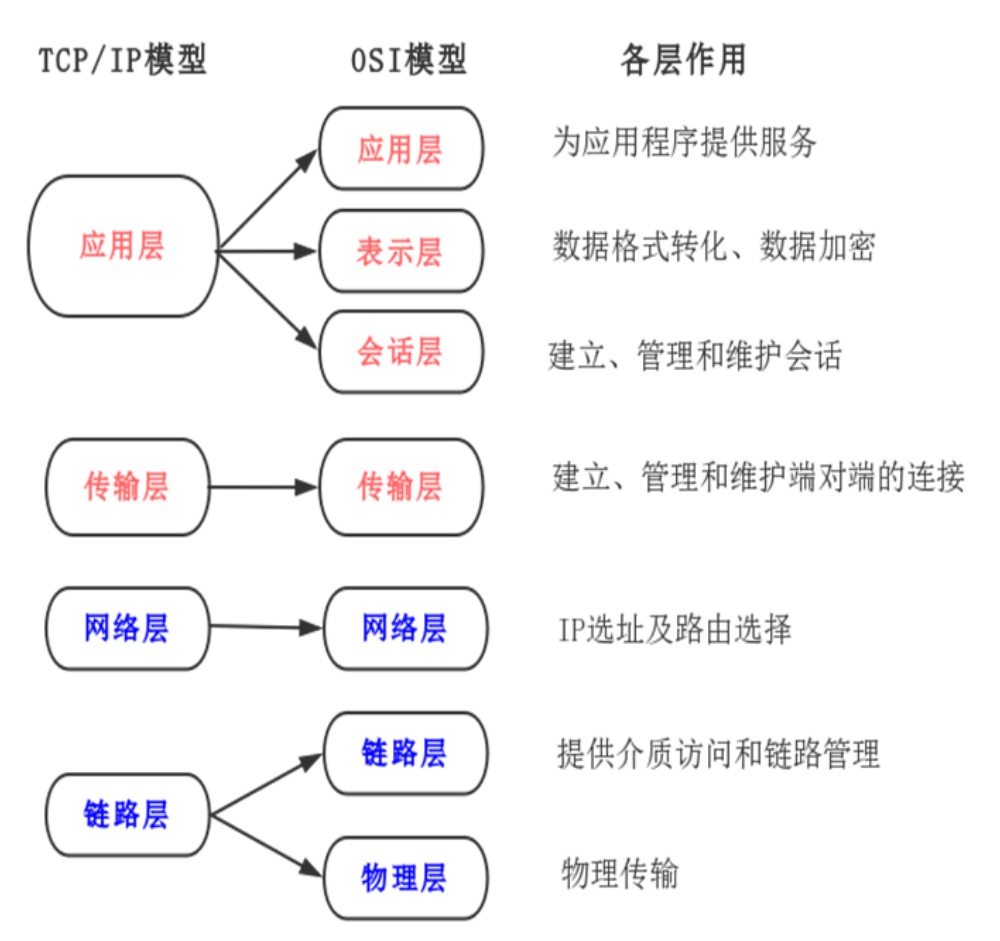 TCP/IP模型 OSI模型 各层作用
应用层 为应用程序提供服务
应用层 表示层 数据格式转化、数据加密
会话层 建立、管理和维护会话
传输层 传输层 建立、管理和维护端对端的连接
网络层 网络层 IP选址及路由选择
链路层 提供介质访问和链路管理
链路层
物理层 物理传输